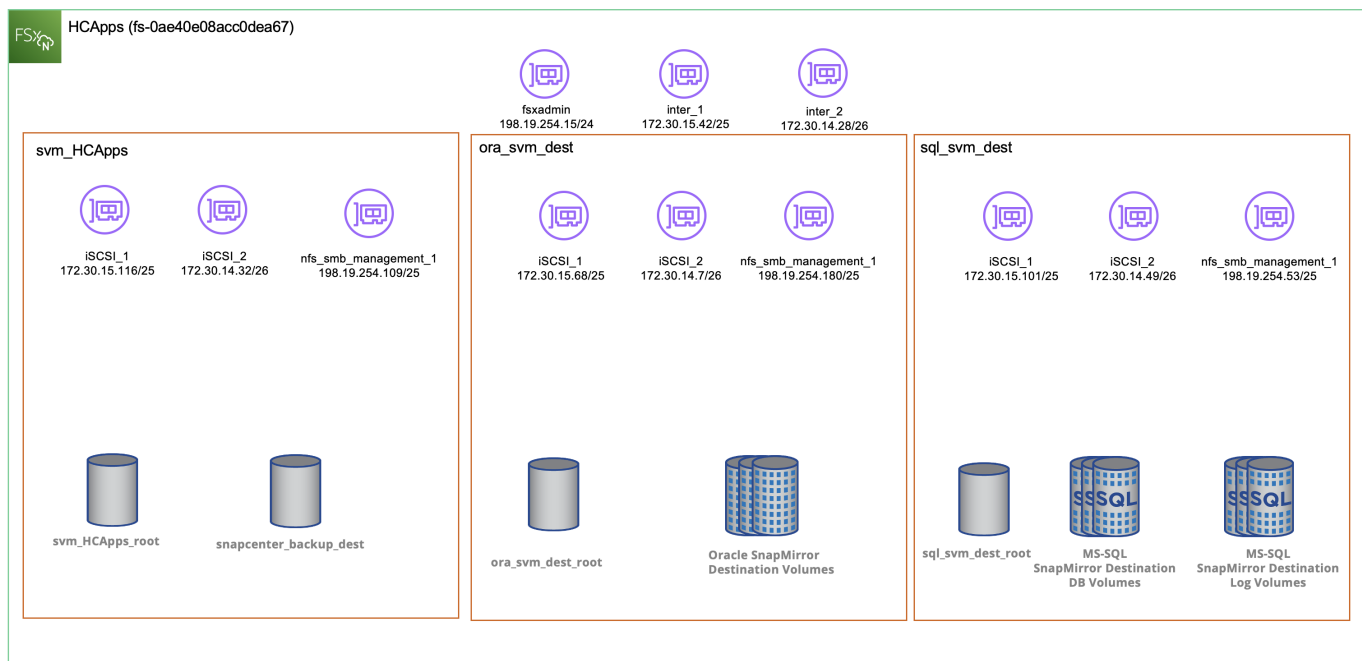 FSx
N
HCApps (fs-0ae40e08acc0dea67)
fsxadmin
198.19.254.15/24
inter_1
172.30.15.42/25
inter_2
172.30.14.28/26
svm_HCApps
iSCSI_1
172.30.15.116/25
iSCSI_2
172.30.14.32/26
nfs_smb_management_1
198.19.254.109/25
svm_HCApps_root
snapcenter_backup_dest
ora_svm_dest
iSCSI_1
172.30.15.68/25
iSCSI_2
172.30.14.7/26
nfs_smb_management_1
198.19.254.180/25
ora_svm_dest_root
Oracle SnapMirror
Destination Volumes
sql_svm_dest
iSCSI_1
172.30.15.101/25
iSCSI_2
172.30.14.49/26
nfs_smb_management_1
198.19.254.53/25
sql_svm_dest_root
S
S
SQL
MS-SQL
SnapMirror Destination
DB Volumes
S
S
SQL
MS-SQL
SnapMirror Destination
Log Volumes